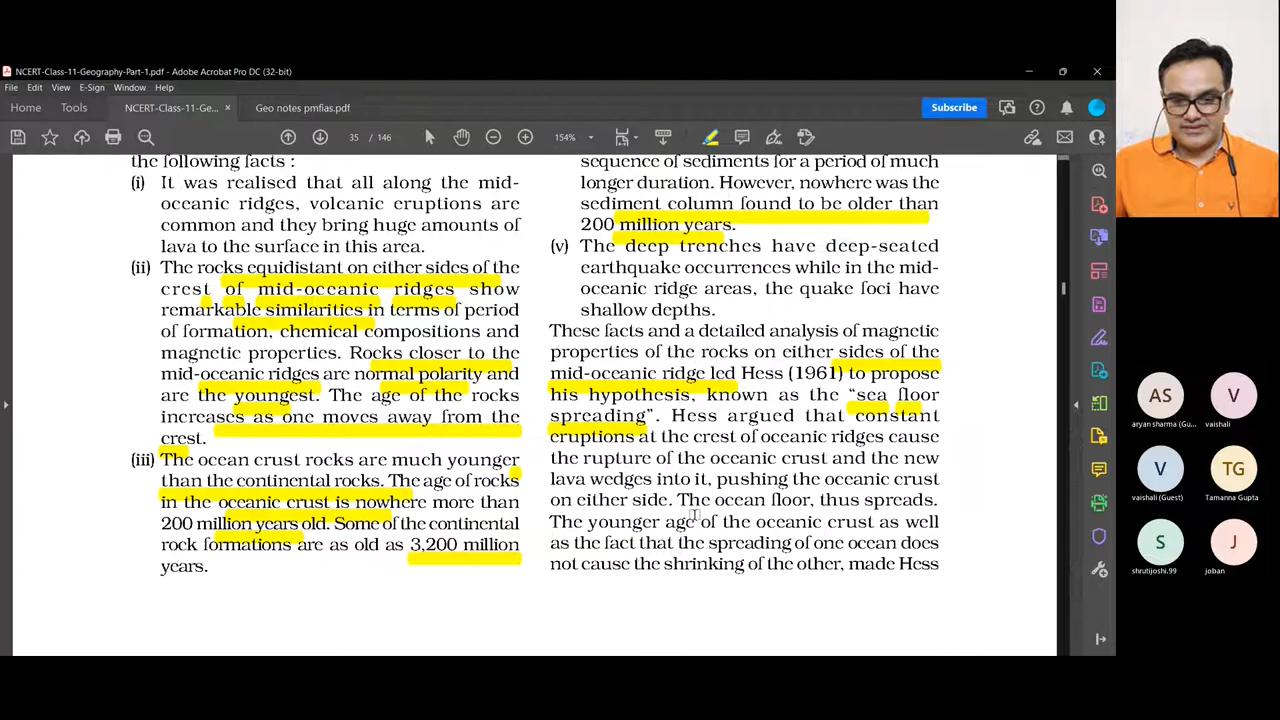 NCERT-Class-11-Geography-Part-1.pdf - Adobe Acrobat Pro DC (32-bit)
File Edit View E-Sign Window Help
Home Tools NCERT-Class-11-Ge... × Geo notes pmfias.pdf Subscribe
35 / 146 154%
the following facts :
(i) It was realised that all along the mid-
oceanic ridges, volcanic eruptions are
common and they bring huge amounts of
lava to the surface in this area.
(ii) The rocks equidistant on either sides of the
crest of mid-oceanic ridges show
remarkable similarities in terms of period
of formation, chemical compositions and
magnetic properties. Rocks closer to the
mid-oceanic ridges are normal polarity and
are the youngest. The age of the rocks
increases as one moves away from the
crest.
(iii) The ocean crust rocks are much younger
than the continental rocks. The age of rocks
in the oceanic crust is nowhere more than
200 million years old. Some of the continental
rock formations are as old as 3,200 million
years.
sequence of sediments for a period of much
longer duration. However, nowhere was the
sediment column found to be older than
200 million years.
(v) The deep trenches have deep-seated
earthquake occurrences while in the mid-
oceanic ridge areas, the quake foci have
shallow depths.
These facts and a detailed analysis of magnetic
properties of the rocks on either sides of the
mid-oceanic ridge led Hess (1961) to propose
his hypothesis, known as the “sea floor
spreading”. Hess argued that constant
eruptions at the crest of oceanic ridges cause
the rupture of the oceanic crust and the new
lava wedges into it, pushing the oceanic crust
on either side. The ocean floor, thus spreads.
The younger age of the oceanic crust as well
as the fact that the spreading of one ocean does
not cause the shrinking of the other, made Hess
AS V
aryan sharma (Gu... vaishali
V TG
vaishali (Guest) Tamanna Gupta
S J
shrutijoshi.99 joban